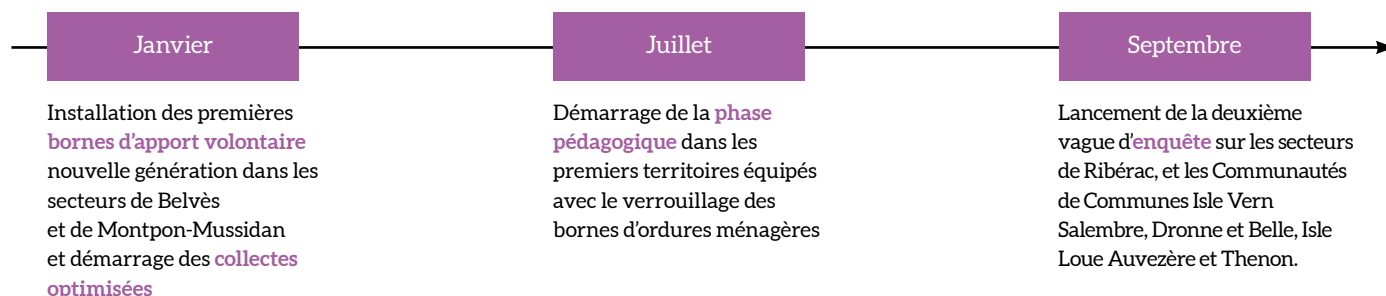 Janvier
Installation des premières
bornes d'apport volontaire
nouvelle génération dans les
secteurs de Belvès
et de Montpon-Mussidan
et démarrage des collectes
optimisées
Juillet
Démarrage de la phase
pédagogique dans les
premiers territoires équipés
avec le verrouillage des
bornes d'ordures ménagères
Septembre
Lancement de la deuxième
vague d'enquête sur les secteurs
de Ribérac, et les Communautés
de Communes Isle Vern
Salembre, Dronne et Belle, Isle
Loue Auvezère et Thenon.